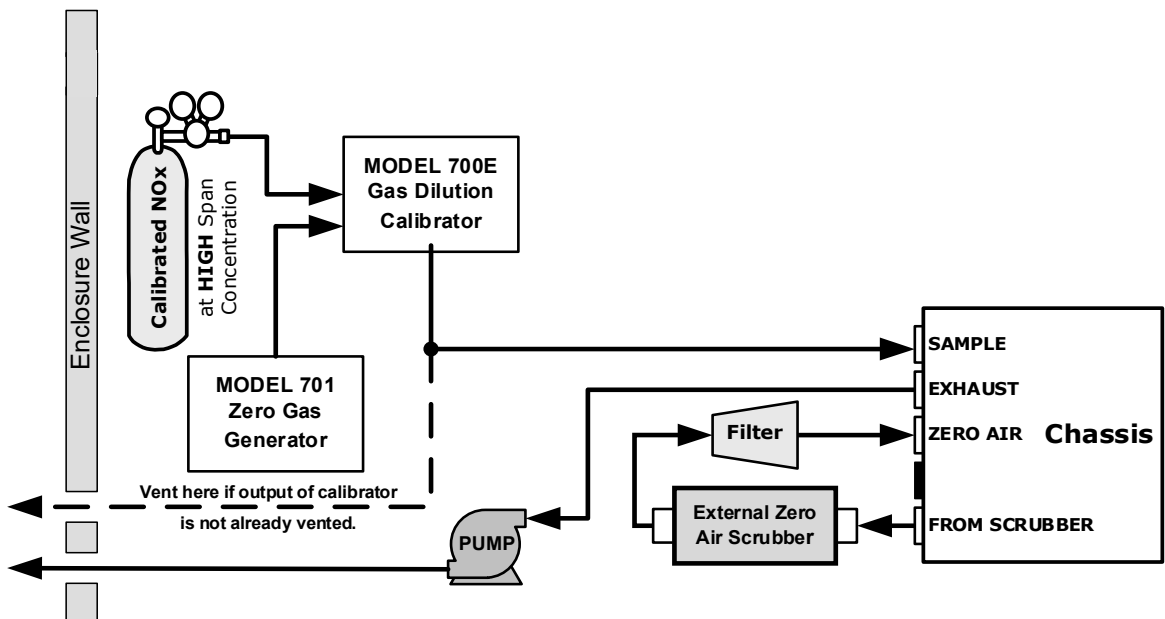 Enclosure Wall
Calibrated NOx
at HIGH Span
Concentration
MODEL 700E
Gas Dilution
Calibrator
MODEL 701
Zero Gas
Generator
Vent here if output of calibrator
is not already vented.
PUMP
Filter
External Zero
Air Scrubber
SAMPLE
EXHAUST
ZERO AIR
Chassis
FROM SCRUBBER